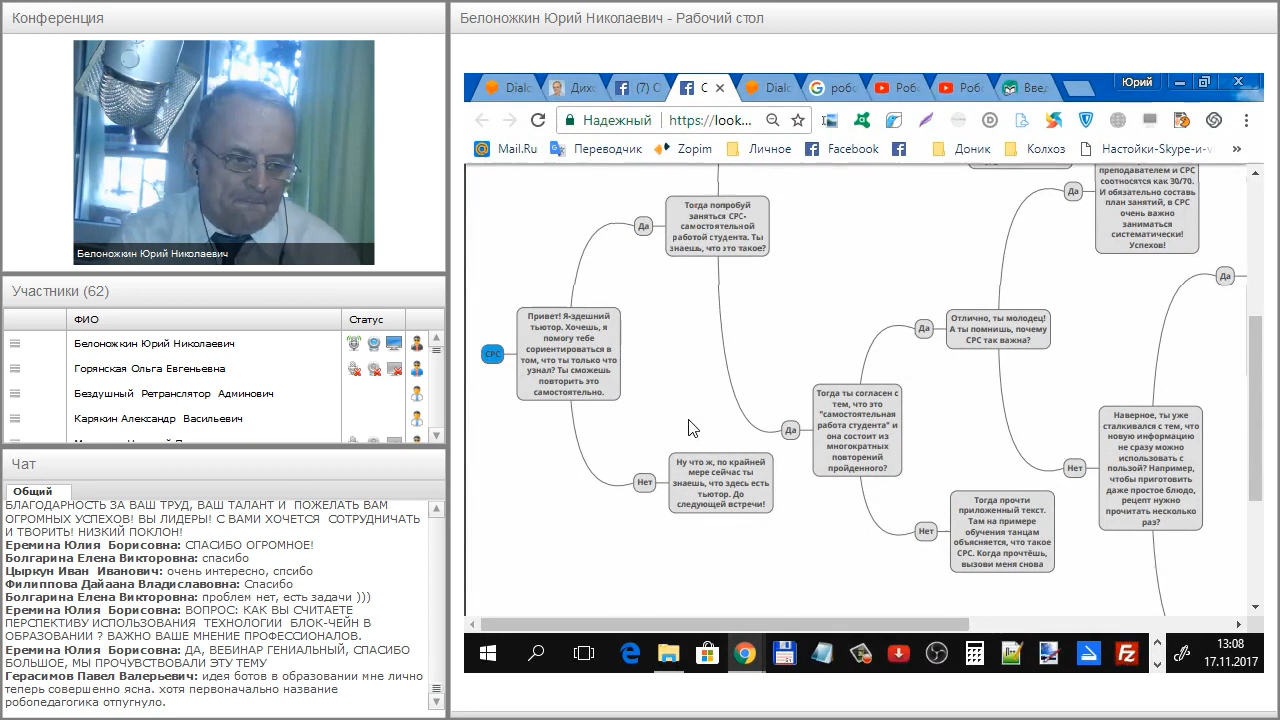 Конференция
Белоножкин Юрий Николаевич
Участники (62)
ФИО
Статус
Белоножкин Юрий Николаевич
Горянская Ольга Евгеньевна
Бездушный Ретранслятор Админович
Карякин Александр Васильевич
Чат
Общий
БЛАГОДАРНОСТЬ ЗА ВАШ ТРУД, ВАШ ТАЛАНТ И ПОЖЕЛАТЬ ВАМ
ОГРОМНЫХ УСПЕХОВ! ВЫ ЛИДЕРЫ! С ВАМИ ХОЧЕТСЯ СОТРУДНИЧАТЬ
И ТВОРИТЬ! НИЗКИЙ ПОКЛОН!
Еремина Юлия Борисовна: СПАСИБО ОГРОМНОЕ!
Болгарина Елена Викторовна: спасибо
Цыркун Иван Иванович: очень интересно, спсибо
Филиппова Дайаана Владиславовна: Спасибо
Болгарина Елена Викторовна: проблем нет, есть задачи )))
Еремина Юлия Борисовна: ВОПРОС: КАК ВЫ СЧИТАЕТЕ
ПЕРСПЕКТИВУ ИСПОЛЬЗОВАНИЯ ТЕХНОЛОГИИ БЛОК-ЧЕЙН В
ОБРАЗОВАНИИ ? ВАЖНО ВАШЕ МНЕНИЕ ПРОФЕССИОНАЛОВ.
Еремина Юлия Борисовна: ДА, ВЕБИНАР ГЕНИАЛЬНЫЙ, СПАСИБО
БОЛЬШОЕ, МЫ ПРОЧУВСТВОВАЛИ ЭТУ ТЕМУ
Герасимов Павел Валерьевич: идея ботов в образовании мне лично
теперь совершенно ясна. хотя первоначально название
робопедагогика отпугнуло.
Белоножкин Юрий Николаевич - Рабочий стол
Dialo
Дихо
(7) С
С
Dialo
робо
Робо
Робо
Введ
Юрий
Надежный
https://look...
Mail.Ru
Переводчик
Zopim
Личное
Facebook
Доник
Колхоз
Настойки-Skype-и-
»
СРС
Привет! Я-здешний
тьютор. Хочешь, я
помогу тебе
сориентироваться в
том, что ты только что
узнал? Ты сможешь
повторить это
самостоятельно.
Да
Тогда попробуй
заняться СРС-
самостоятельной
работой студента. Ты
знаешь, что это такое?
Нет
Ну что ж, по крайней
мере сейчас ты
знаешь, что здесь есть
тьютор. До
следующей встречи!
Да
Тогда ты согласен с
тем, что это
"самостоятельная
работа студента" и
она состоит из
многократных
повторений
пройденного?
Да
Отлично, ты молодец!
А ты помнишь, почему
СРС так важна?
Нет
Тогда прочти
приложенный текст.
Там на примере
обучения танцам
объясняется, что такое
СРС. Когда прочтёшь,
вызови меня снова
Да
преподавателем и СРС
соотносятся как 30/70.
И обязательно составь
план занятий, в СРС
очень важно
заниматься
систематически!
Успехов!
Нет
Наверное, ты уже
сталкивался с тем, что
новую информацию
не сразу можно
использовать с
пользой? Например,
чтобы приготовить
даже простое блюдо,
рецепт нужно
прочитать несколько
раз?
Да
13:08
17.11.2017